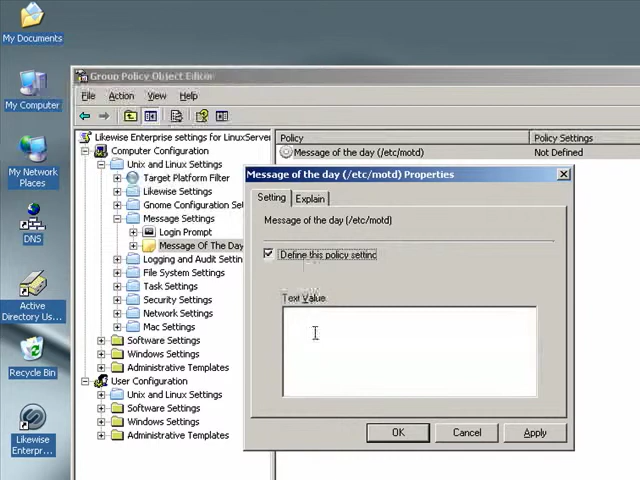 My Documents
My Computer
My Network
Places
DNS
Active
Directory Us...
Recycle Bin
Likewise
Enterpr...
Group Policy Object Editor
File Action View Help
Likewise Enterprise settings for LinuxServer
Computer Configuration
Unix and Linux Settings
Target Platform Filter
Likewise Settings
Gnome Configuration Set
Message Settings
Login Prompt
Message Of The Day
Logging and Audit Settin
File System Settings
Task Settings
Security Settings
Network Settings
Mac Settings
Software Settings
Windows Settings
Administrative Templates
User Configuration
Unix and Linux Settings
Software Settings
Windows Settings
Administrative Templates
Policy Policy Settings
Message of the day (/etc/motd) Not Defined
Message of the day (/etc/motd) Properties
Setting Explain
Message of the day (/etc/motd)
Define this policy setting
Text Value
OK Cancel Apply